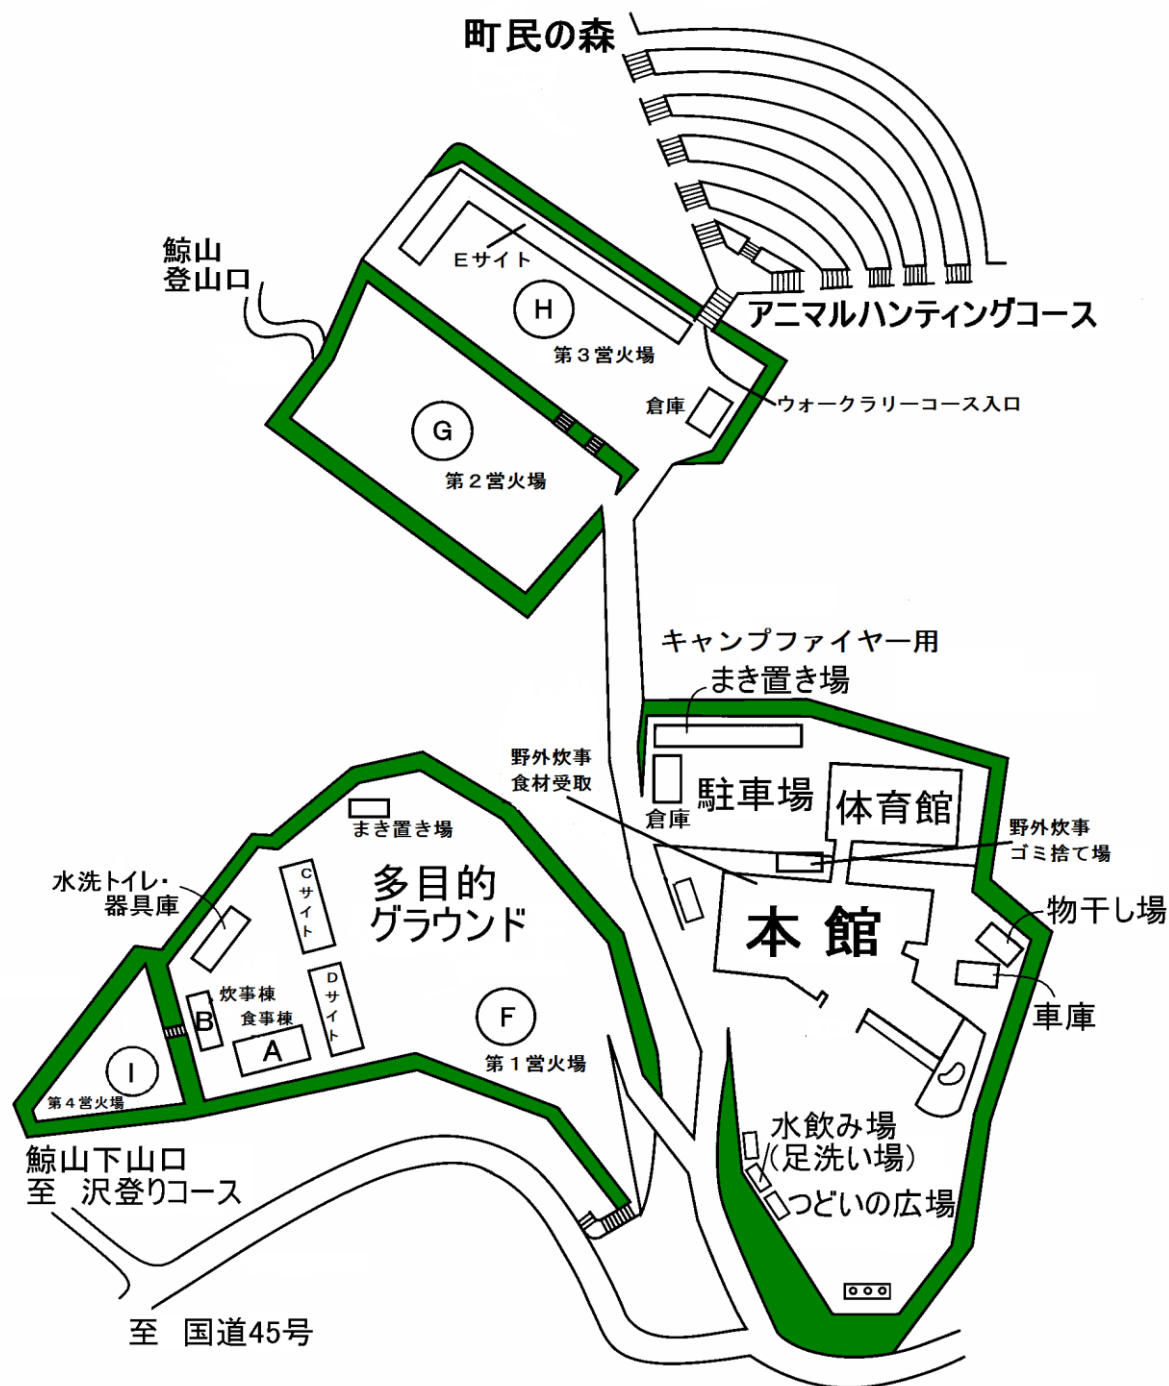 町民の森
鯨山
登山口
Eサイト
H
第３営火場
アニマルハンティングコース
倉庫
ウォークラリーコース入口
G
第２営火場
キャンプファイヤー用
まき置き場
野外炊事
食材受取
倉庫
駐車場
体育館
野外炊事
ゴミ捨て場
まき置き場
水洗トイレ・
器具庫
Cサイト
多目的
グラウンド
本館
物干し場
車庫
B
炊事棟
食事棟
A
Dサイト
F
第１営火場
I
第４営火場
水飲み場
(足洗い場)
つどいの広場
鯨山下山口
至 沢登りコース
至 国道45号